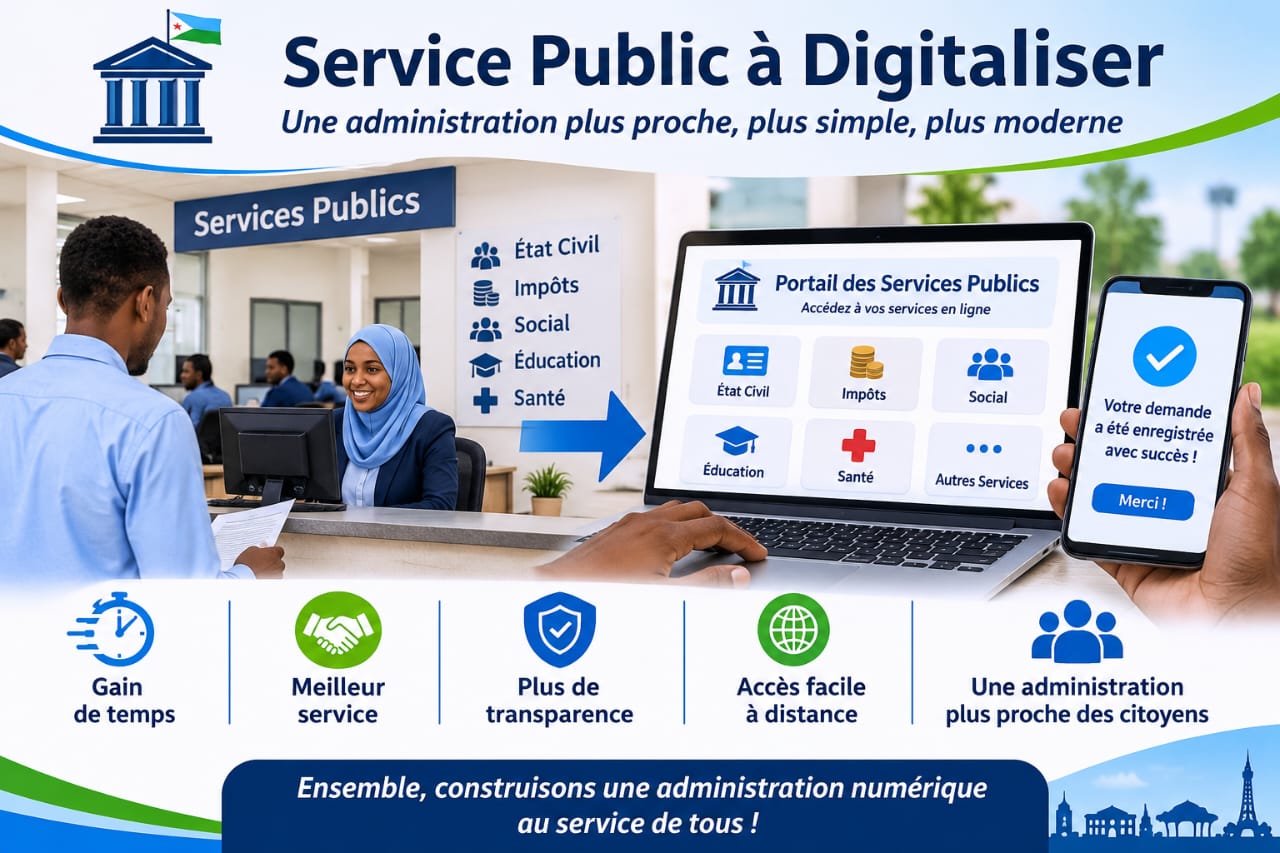 Service Public à Digitaliser
Une administration plus proche, plus simple, plus moderne
Services Publics
État Civil
Impôts
Social
Éducation
Santé
Portail des Services Publics
Accédez à vos services en ligne
État Civil
Impôts
Social
Éducation
Santé
Autres Services
Votre demande
a été enregistrée
avec succès !
Merci !
Gain
de temps
Meilleur
service
Plus de
transparence
Accès facile
à distance
Une administration
plus proche des citoyens
Ensemble, construisons une administration numérique
au service de tous !